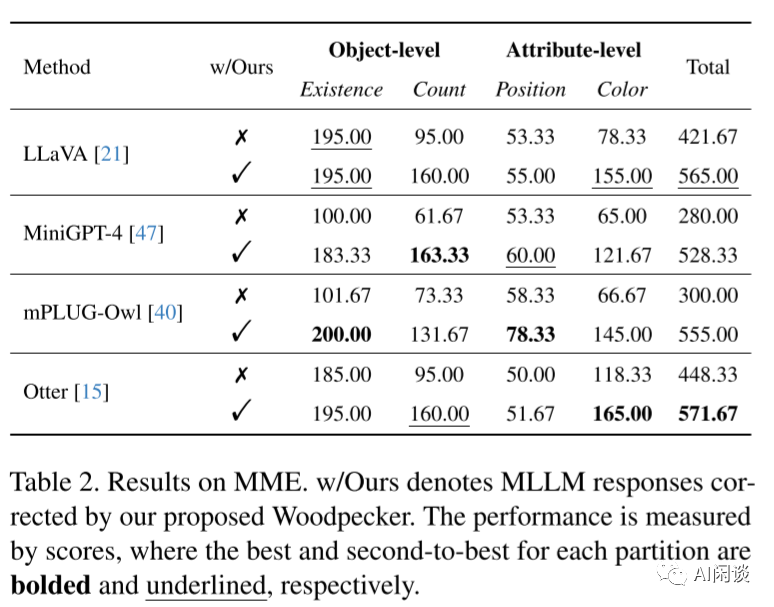 Method w/Ours Object-level Attribute-level Total
Existence Count Position Color
LLaVA [21] ✗ 195.00 95.00 53.33 78.33 421.67
✓ 195.00 160.00 55.00 155.00 565.00
MiniGPT-4 [47] ✗ 100.00 61.67 53.33 65.00 280.00
✓ 183.33 163.33 60.00 121.67 528.33
mPLUG-Owl [40] ✗ 101.67 73.33 58.33 66.67 300.00
✓ 200.00 131.67 78.33 145.00 555.00
Otter [15] ✗ 185.00 95.00 50.00 118.33 448.33
✓ 195.00 160.00 51.67 165.00 571.67
Table 2. Results on MME. w/Ours denotes MLLM responses cor-
rected by our proposed Woodpecker. The performance is measured
by scores, where the best and second-to-best for each partition are
bolded and underlined, respectively.
AI闲谈